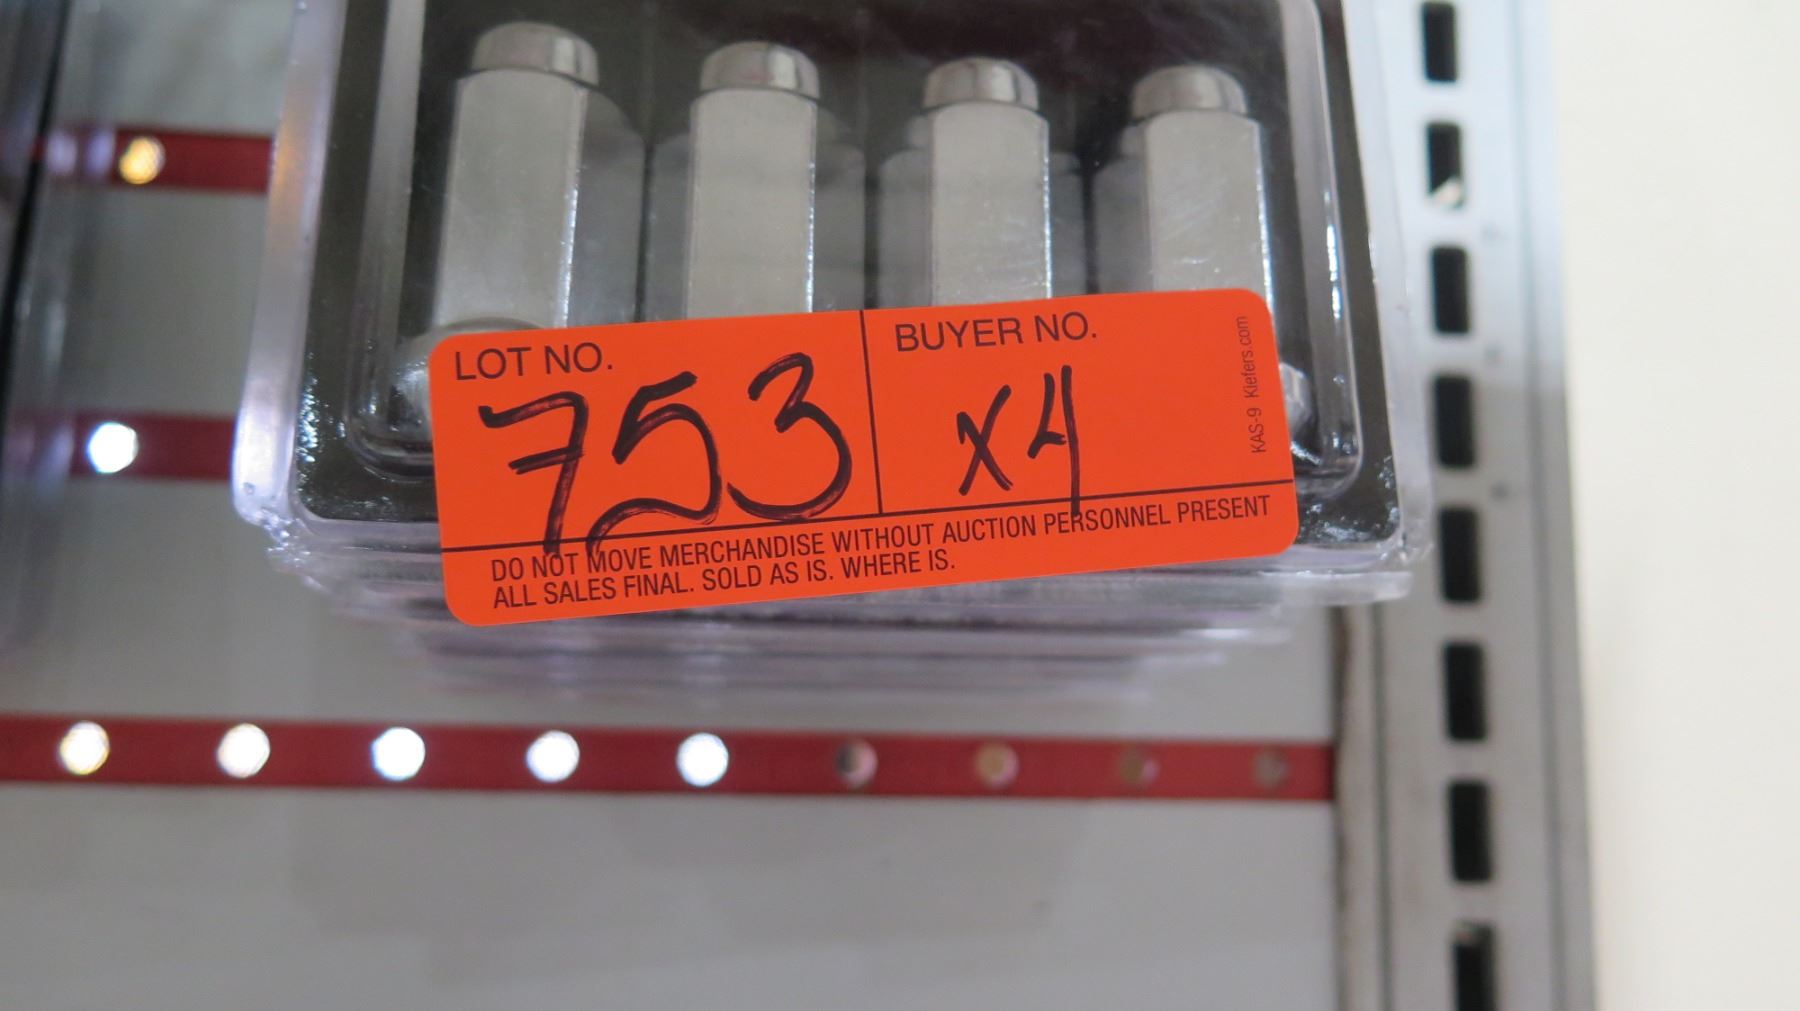 LOT NO.
753
BUYER NO.
x4
KAS-9 Kiefers.com
DO NOT MOVE MERCHANDISE WITHOUT AUCTION PERSONNEL PRESENT
ALL SALES FINAL. SOLD AS IS. WHERE IS.